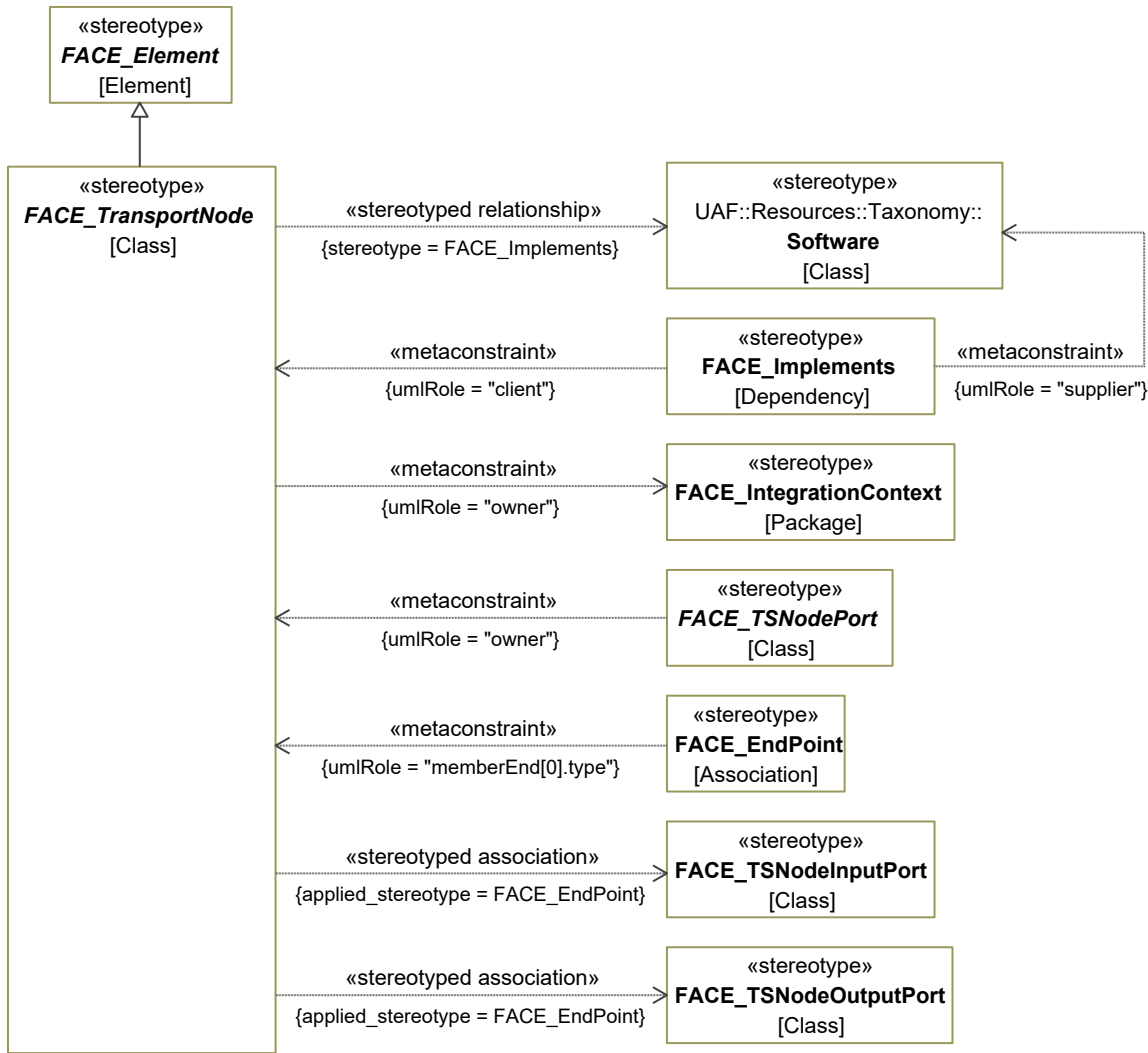 «stereotype»
FACE_Element
[Element]
«stereotype»
FACE_TransportNode
[Class]
«stereotyped relationship»
{stereotype = FACE_Implements}
«stereotype»
UAF::Resources::Taxonomy::
Software
[Class]
«metaconstraint»
{umlRole = "client"}
«stereotype»
FACE_Implements
[Dependency]
«metaconstraint»
{umlRole = "supplier"}
«metaconstraint»
{umlRole = "owner"}
«stereotype»
FACE_IntegrationContext
[Package]
«metaconstraint»
{umlRole = "owner"}
«stereotype»
FACE_TSNodePort
[Class]
«metaconstraint»
{umlRole = "memberEnd[0].type"}
«stereotype»
FACE_EndPoint
[Association]
«stereotyped association»
{applied_stereotype = FACE_EndPoint}
«stereotype»
FACE_TSNodeInputPort
[Class]
«stereotyped association»
{applied_stereotype = FACE_EndPoint}
«stereotype»
FACE_TSNodeOutputPort
[Class]